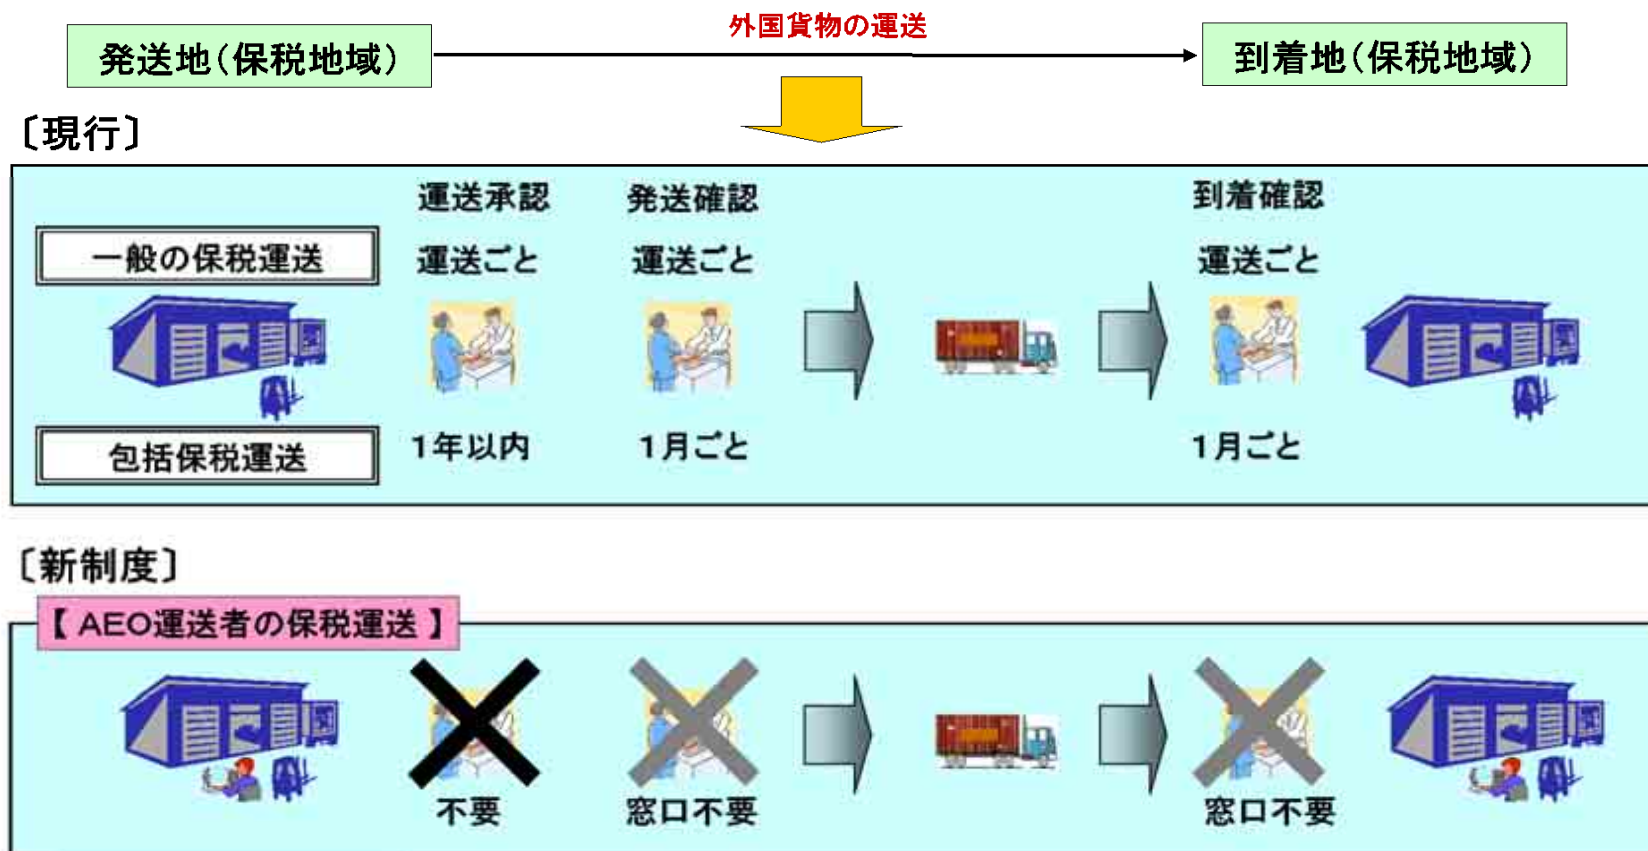 外国貨物の運送
発送地(保税地域)
到着地(保税地域)
〔現行〕
運送承認 発送確認 到着確認
一般の保税運送 運送ごと 運送ごと 運送ごと
包括保税運送 1年以内 1月ごと 1月ごと
〔新制度〕
【 AEO運送者の保税運送 】
不要 窓口不要 窓口不要